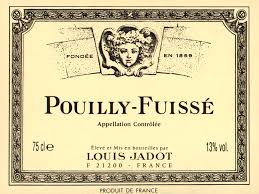 FONDÉE EN 1859
POUILLY-FUISSÉ
Appellation Contrôlée
Élevé et Mis en bouteilles par
75 cl e LOUIS JADOT 13% vol.
F 21200 - FRANCE
PRODUIT DE FRANCE